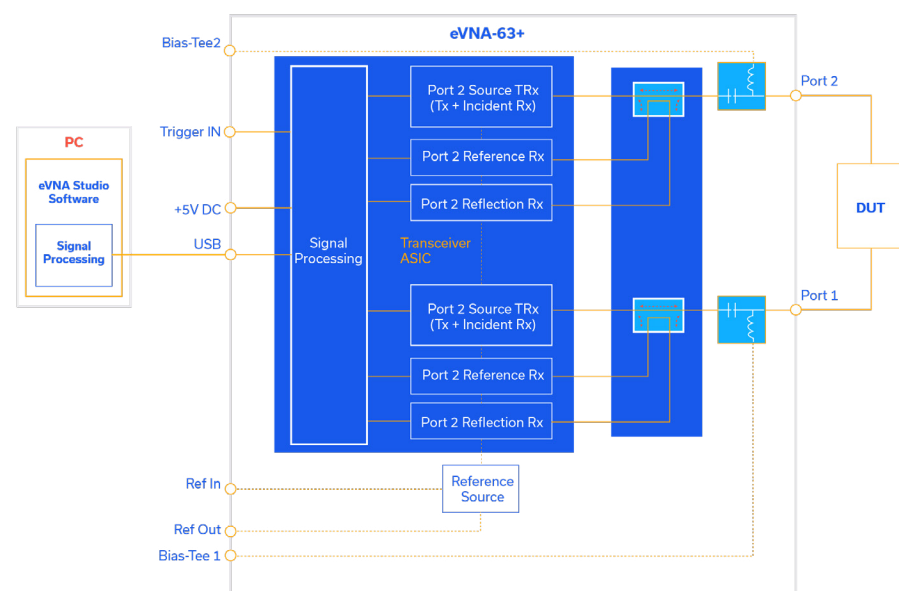 eVNA-63+
Bias-Tee2
Trigger IN
+5V DC
USB
PC
eVNA Studio
Software
Signal
Processing
Signal
Processing
Port 2 Source TRx
(Tx + Incident Rx)
Port 2 Reference Rx
Port 2 Reflection Rx
Transceiver
ASIC
Port 2 Source TRx
(Tx + Incident Rx)
Port 2 Reference Rx
Port 2 Reflection Rx
Port 2
DUT
Port 1
Reference
Source
Ref In
Ref Out
Bias-Tee 1